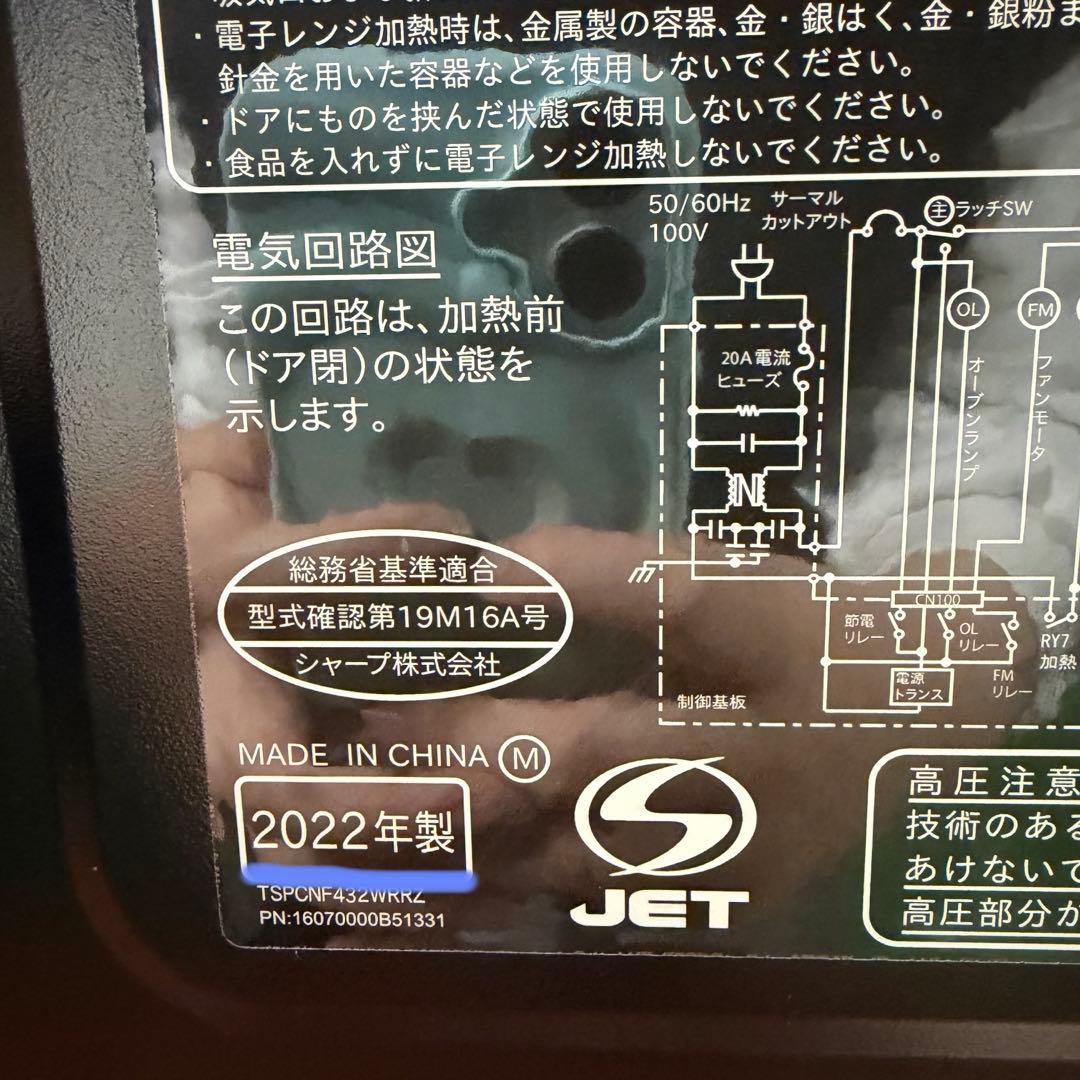 ・電子レンジ加熱時は、金属製の容器、金・銀はく、金・銀粉ま
針金を用いた容器などを使用しないでください。
・ドアにものを挟んだ状態で使用しないでください。
・食品を入れずに電子レンジ加熱しないでください。
電気回路図
この回路は、加熱前
(ドア閉)の状態を
示します。
50/60Hz
100V
サーマル
カットアウト
主 ラッチSW
OL
FM
20A電流
ヒューズ
オーブンランプ
ファンモータ
N
CN100
節電
リレー
OL
リレー
RY7
加熱
電源
トランス
FM
リレー
制御基板
総務省基準適合
型式確認第19M16A号
シャープ株式会社
MADE IN CHINA M
2022年製
TSPCNF432WRRZ
PN:16070000B51331
JET
高圧注意
技術のある
あけないで
高圧部分が